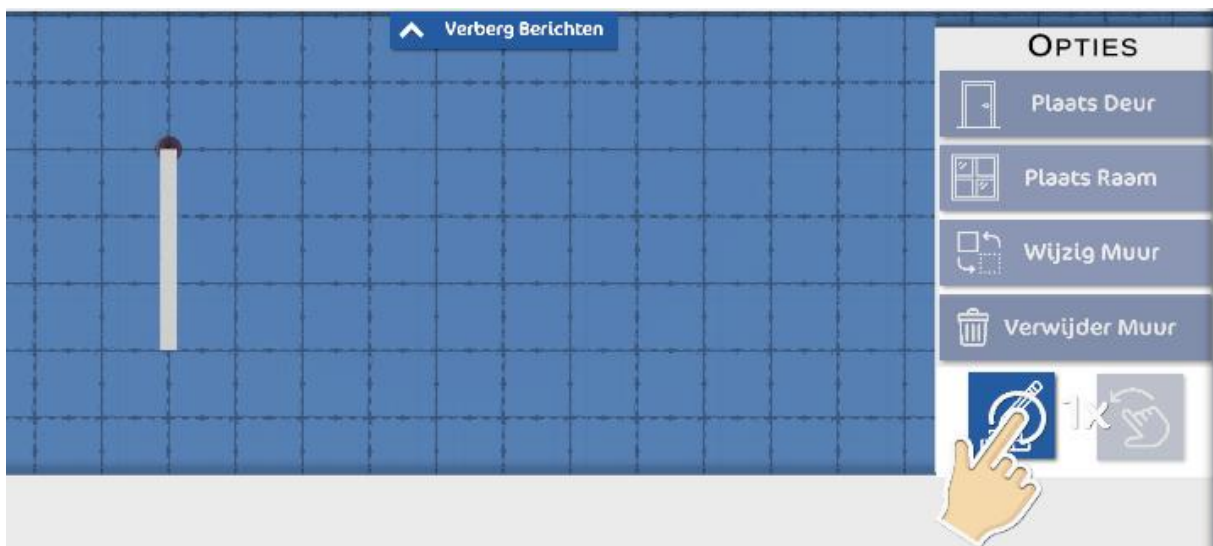 Verberg Berichten
OPTIES
Plaats Deur
Plaats Raam
Wijzig Muur
Verwijder Muur
1x